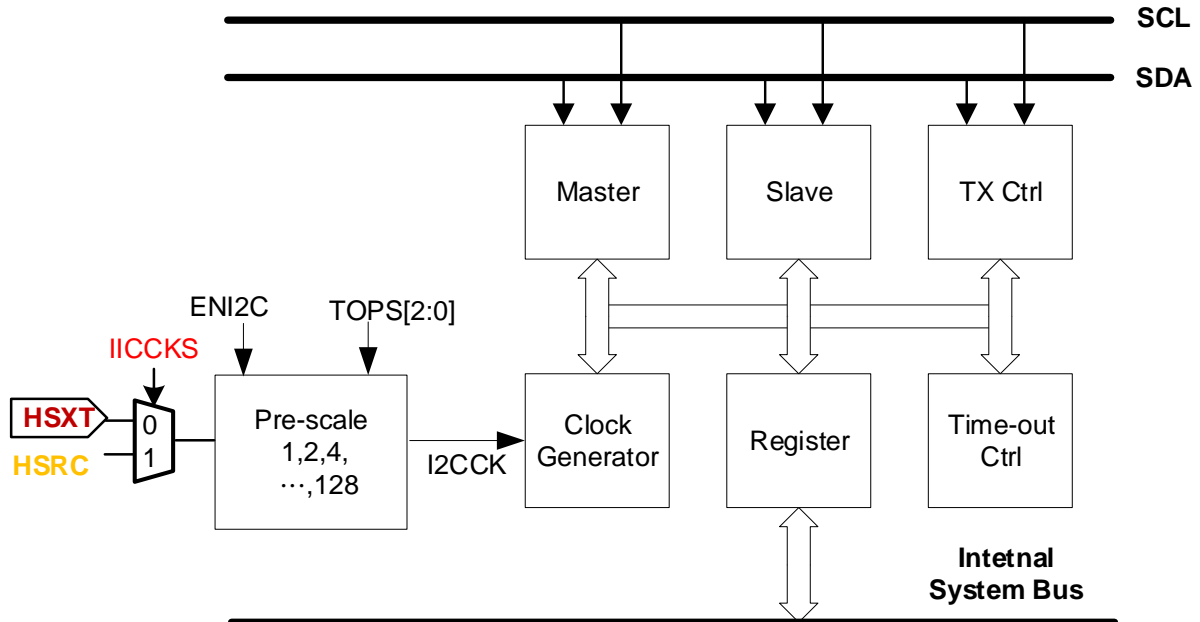 SCL
SDA
Master
Slave
TX Ctrl
ENI2C
TOPS[2:0]
IICCKS
HSXT
0
HSRC
1
Pre-scale
1,2,4,
⋯,128
I2CCK
Clock
Generator
Register
Time-out
Ctrl
Intetnal
System Bus